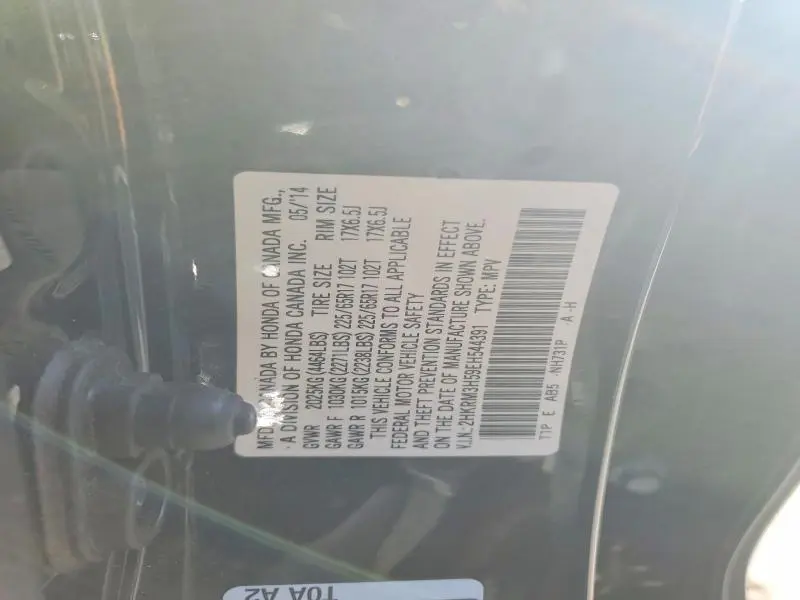 MFD. CANADA BY HONDA OF CANADA MFG.,
A DIVISION OF HONDA CANADA INC. 05/'14
GVWR 2025KG(4464LBS) TIRE SIZE RIM SIZE
GAWR F 1030KG(2271LBS) 225/65R17 102T 17X6.5J
GAWR R 1015KG(2238LBS) 225/65R17 102T 17X6.5J
THIS VEHICLE CONFORMS TO ALL APPLICABLE
FEDERAL MOTOR VEHICLE SAFETY
AND THEFT PREVENTION STANDARDS IN EFFECT
ON THE DATE OF MANUFACTURE SHOWN ABOVE.
V.I.N.:2HKRM3H59EH544391 TYPE: MPV
T1P E AB5 NH731P A -H
T0A A2